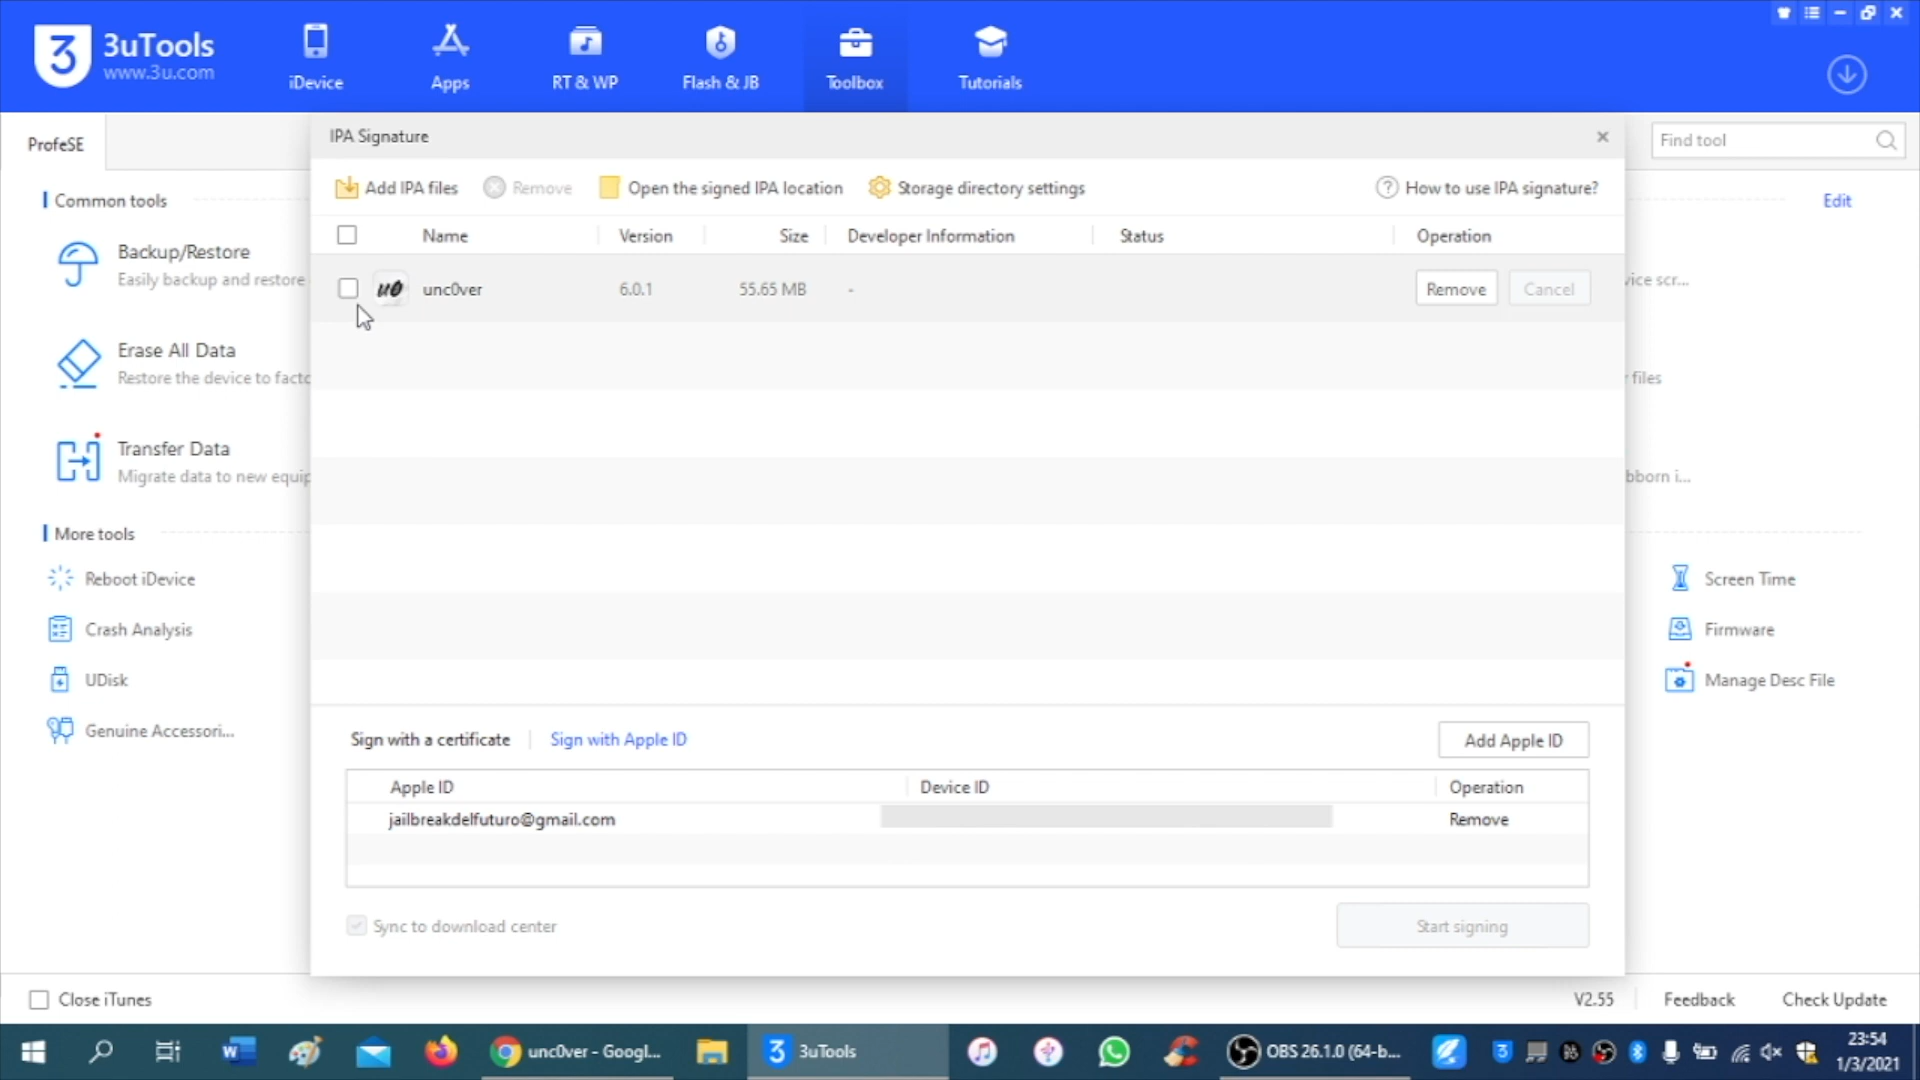 3uTools
www.3u.com
iDevice
Apps
RT & WP
Flash & JB
Toolbox
Tutorials
ProfeSE
IPA Signature
Find tool
Add IPA files
Remove
Open the signed IPA location
Storage directory settings
How to use IPA signature?
Common tools
Edit
Name
Version
Size
Developer Information
Status
Operation
Backup/Restore
Easily backup and restore
vice scr...
unc0ver
6.0.1
55.65 MB
-
Remove
Cancel
Erase All Data
Restore the device to facto
files
Transfer Data
Migrate data to new equip
bborn i...
More tools
Reboot iDevice
Screen Time
Crash Analysis
Firmware
UDisk
Manage Desc File
Genuine Accessori...
Sign with a certificate
Sign with Apple ID
Add Apple ID
Apple ID
Device ID
Operation
jailbreakdelfuturo@gmail.com
Remove
Sync to download center
Start signing
Close iTunes
V2.55
Feedback
Check Update
unc0ver - Googl...
3uTools
OBS 26.1.0 (64-b...
23:54
1/3/2021